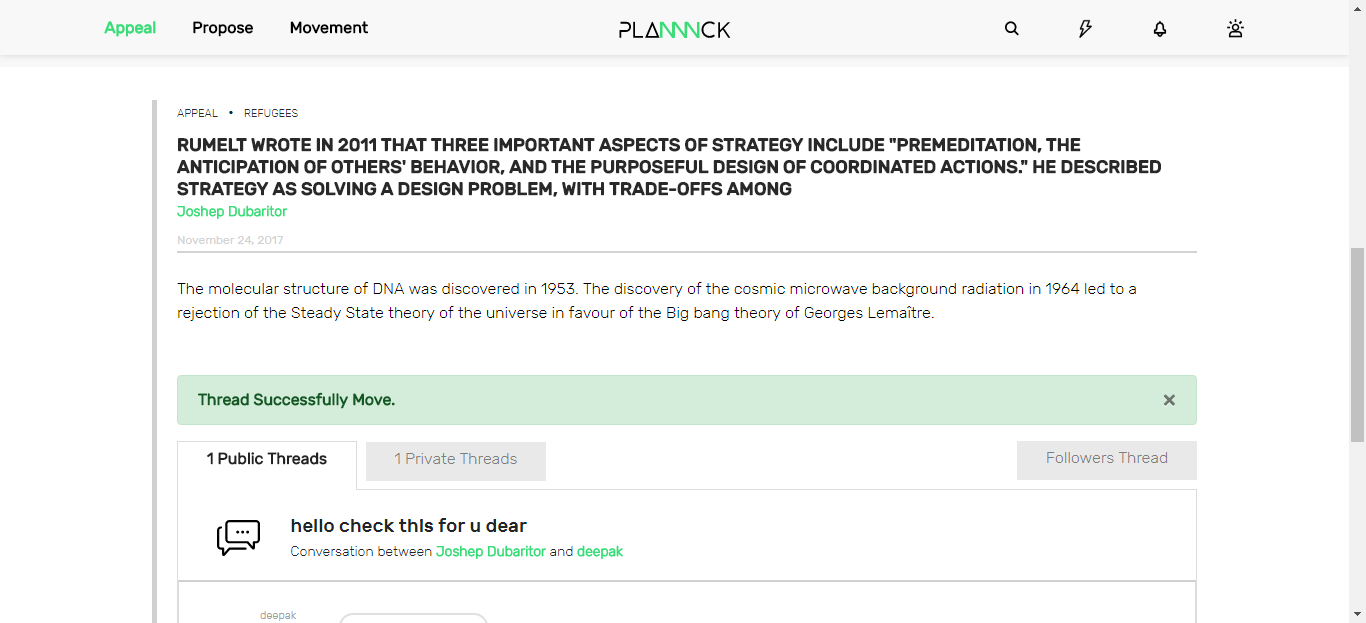 Appeal Propose Movement PLANNNCK
APPEAL • REFUGEES
RUMELT WROTE IN 2011 THAT THREE IMPORTANT ASPECTS OF STRATEGY INCLUDE "PREMEDITATION, THE
ANTICIPATION OF OTHERS' BEHAVIOR, AND THE PURPOSEFUL DESIGN OF COORDINATED ACTIONS." HE DESCRIBED
STRATEGY AS SOLVING A DESIGN PROBLEM, WITH TRADE-OFFS AMONG
Joshep Dubaritor
November 24, 2017
The molecular structure of DNA was discovered in 1953. The discovery of the cosmic microwave background radiation in 1964 led to a
rejection of the Steady State theory of the universe in favour of the Big bang theory of Georges Lemaître.
Thread Successfully Move. ×
1 Public Threads 1 Private Threads Followers Thread
hello check thIs for u dear
Conversation between Joshep Dubaritor and deepak
deepak